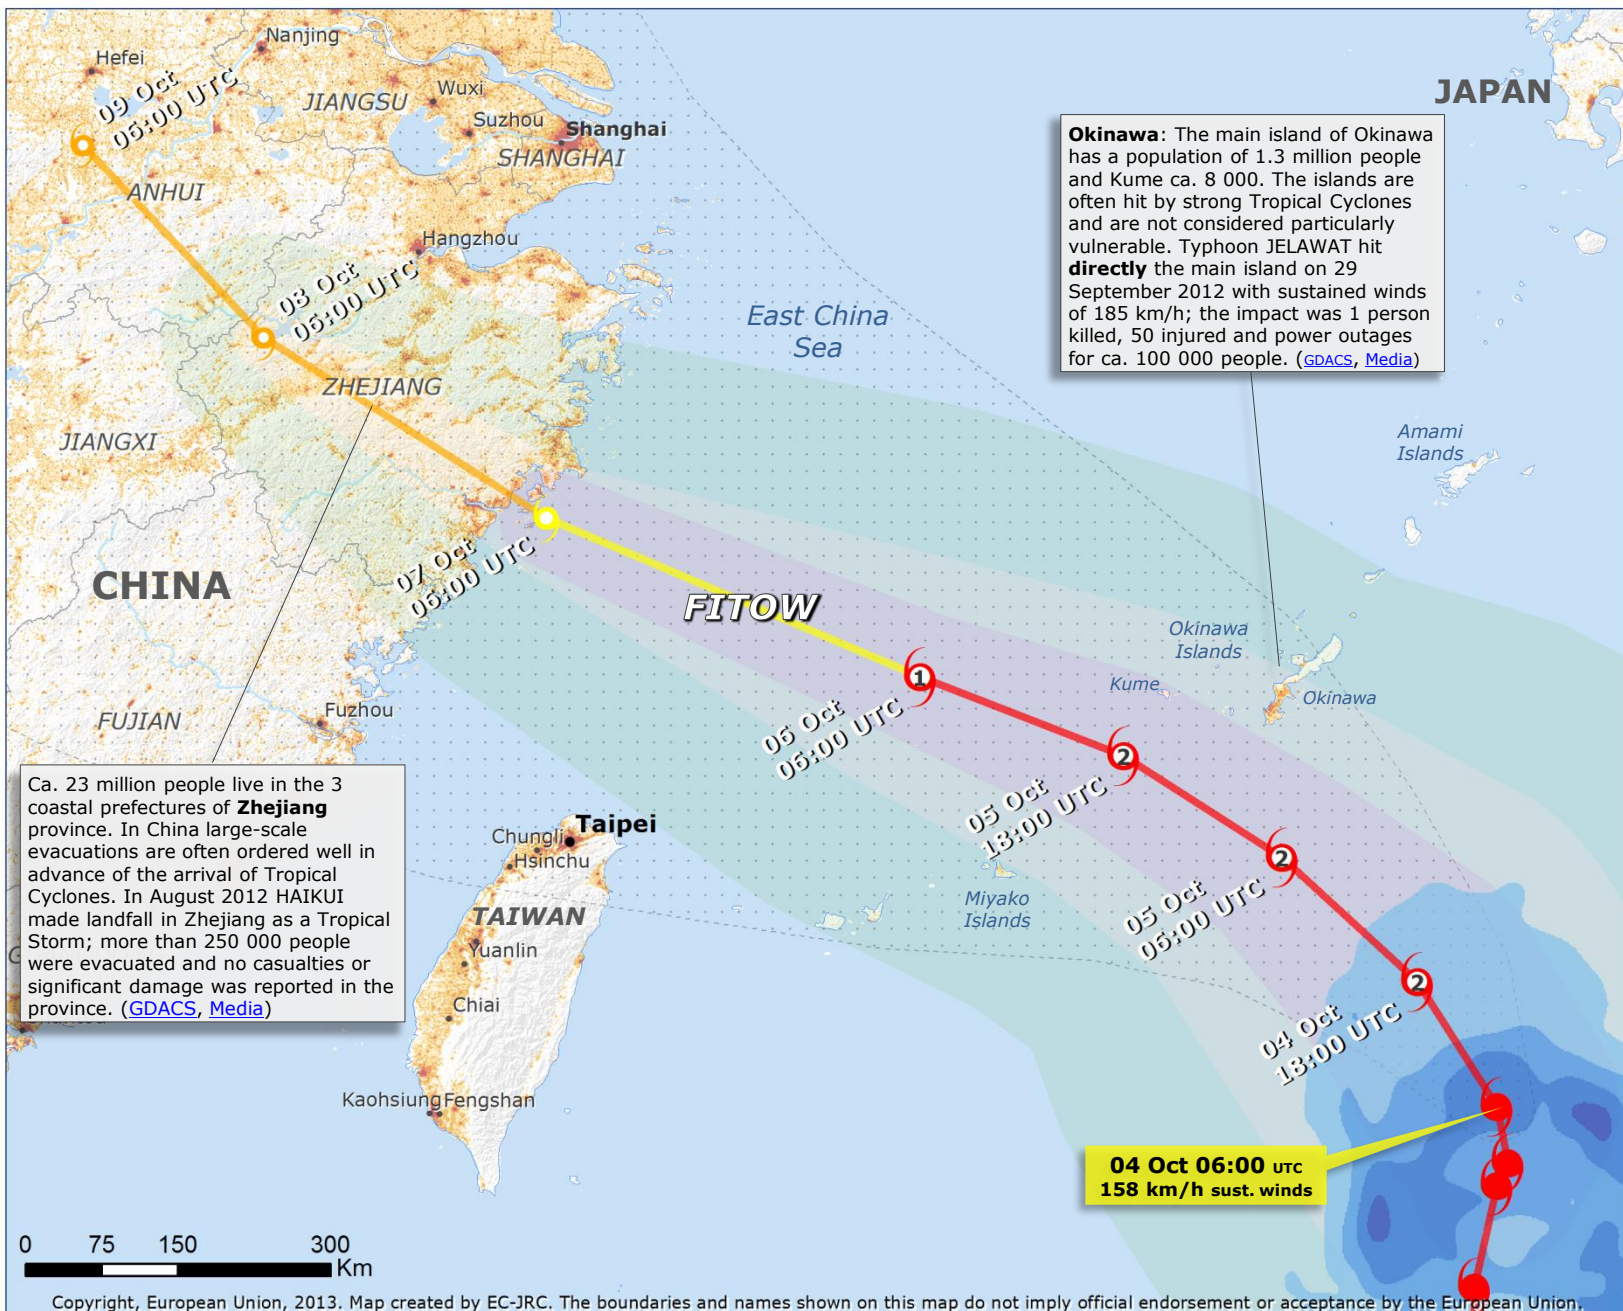 Nanjing
Hefei
09 Oct
06:00 UTC
JIANGSU
Wuxi
Suzhou
Shanghai
SHANGHAI
ANHUI
Hangzhou
JAPAN
Okinawa: The main island of Okinawa
has a population of 1.3 million people
and Kume ca. 8 000. The islands are
often hit by strong Tropical Cyclones
and are not considered particularly
vulnerable. Typhoon JELAWAT hit
directly the main island on 29
September 2012 with sustained winds
of 185 km/h; the impact was 1 person
killed, 50 injured and power outages
for ca. 100 000 people. (GDACS, Media)
08 Oct
06:00 UTC
East China
Sea
ZHEJIANG
JIANGXI
Amami
Islands
07 Oct
06:00 UTC
CHINA
FITOW
Okinawa
Islands
Kume
Okinawa
1
06 Oct
06:00 UTC
2
05 Oct
18:00 UTC
2
05 Oct
06:00 UTC
2
04 Oct
18:00 UTC
FUJIAN
Fuzhou
Ca. 23 million people live in the 3
coastal prefectures of Zhejiang
province. In China large-scale
evacuations are often ordered well in
advance of the arrival of Tropical
Cyclones. In August 2012 HAIKUI
made landfall in Zhejiang as a Tropical
Storm; more than 250 000 people
were evacuated and no casualties or
significant damage was reported in the
province. (GDACS, Media)
Taipei
Chungli
Hsinchu
TAIWAN
Yuanlin
Chiai
Kaohsiung
Fengshan
Miyako
Islands
04 Oct 06:00 UTC
158 km/h sust. winds
0 75 150 300
Km
Copyright, European Union, 2013. Map created by EC-JRC. The boundaries and names shown on this map do not imply official endorsement or acceptance by the European Union.